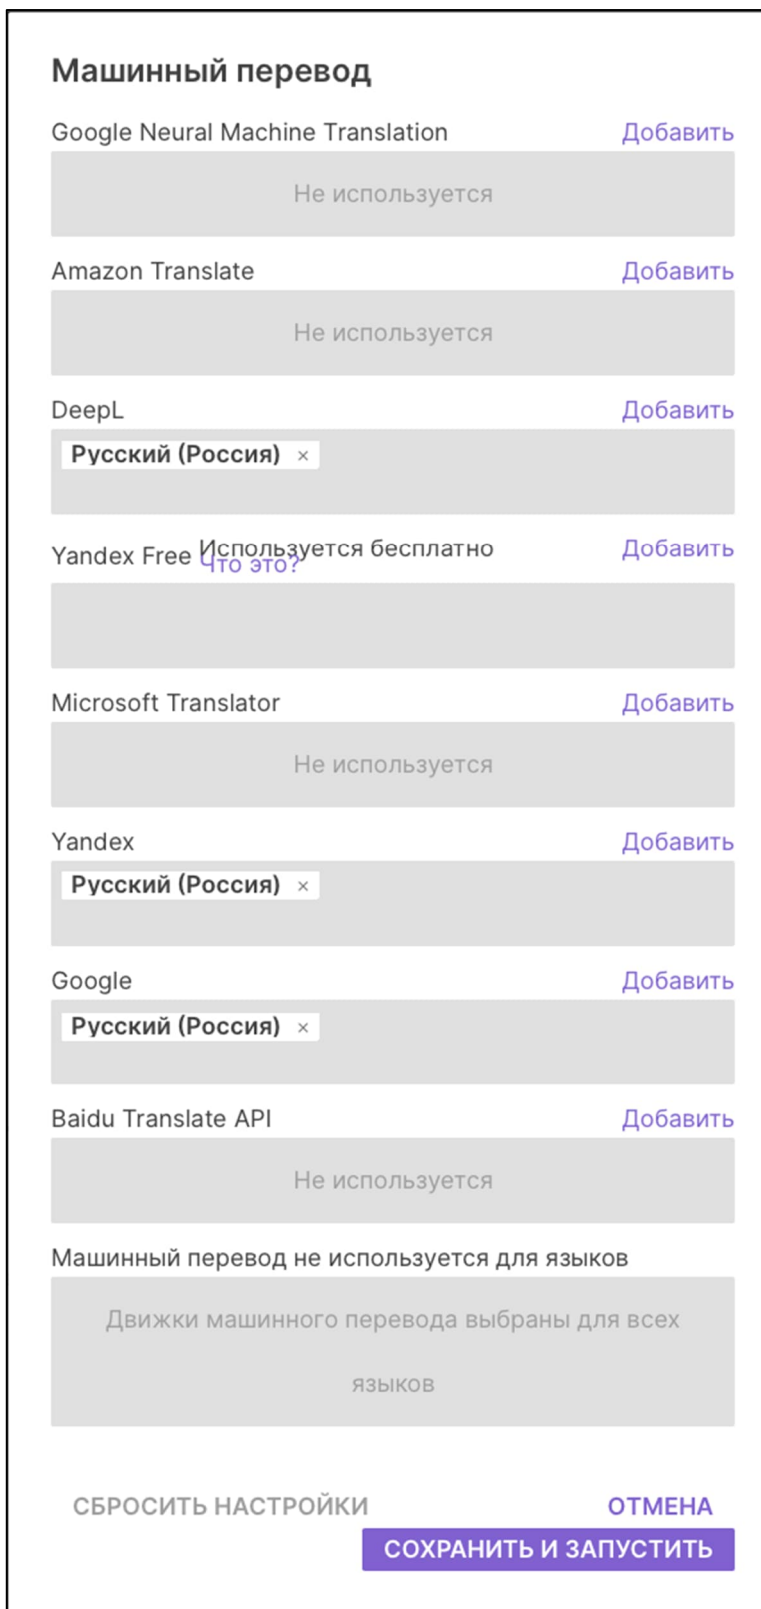 Машинный перевод
Google Neural Machine Translation Добавить
Не используется
Amazon Translate Добавить
Не используется
DeepL Добавить
Русский (Россия) ×
Yandex Free Используется бесплатно Добавить
Что это?
Microsoft Translator Добавить
Не используется
Yandex Добавить
Русский (Россия) ×
Google Добавить
Русский (Россия) ×
Baidu Translate API Добавить
Не используется
Машинный перевод не используется для языков
Движки машинного перевода выбраны для всех
языков
СБРОСИТЬ НАСТРОЙКИ ОТМЕНА
СОХРАНИТЬ И ЗАПУСТИТЬ